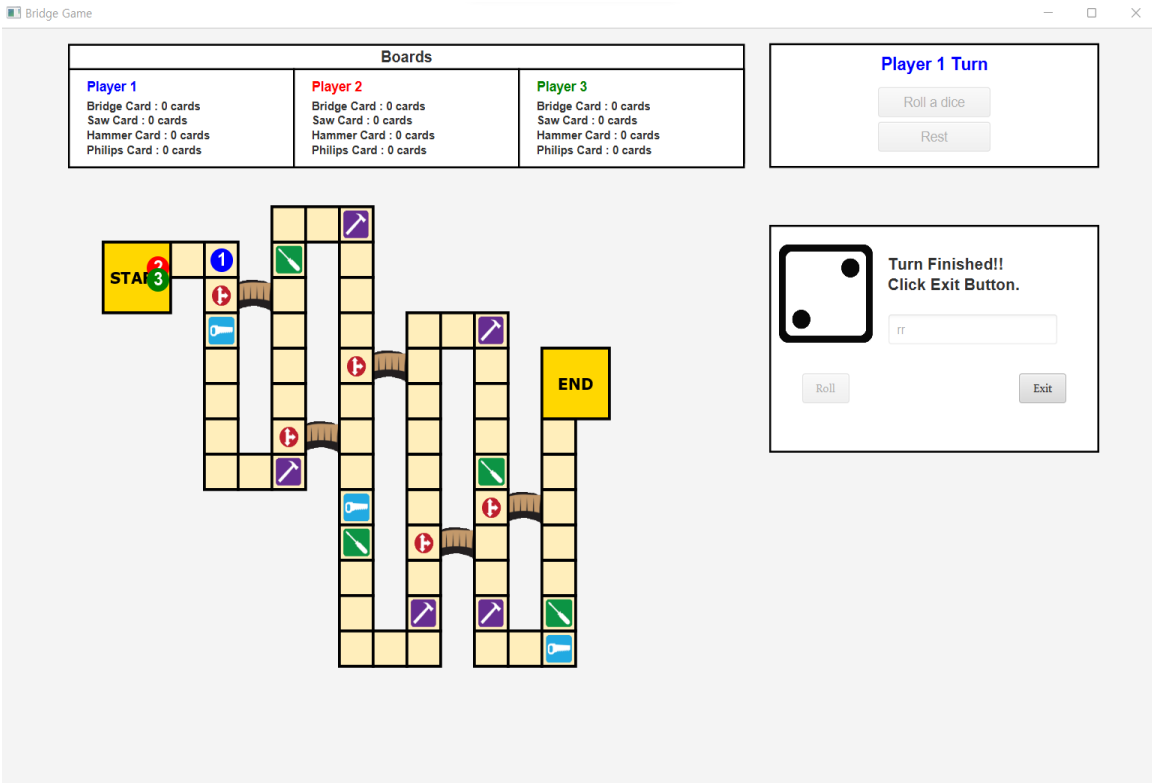 Bridge Game
Boards
Player 1
Bridge Card : 0 cards
Saw Card : 0 cards
Hammer Card : 0 cards
Philips Card : 0 cards
Player 2
Bridge Card : 0 cards
Saw Card : 0 cards
Hammer Card : 0 cards
Philips Card : 0 cards
Player 3
Bridge Card : 0 cards
Saw Card : 0 cards
Hammer Card : 0 cards
Philips Card : 0 cards
Player 1 Turn
Roll a dice
Rest
1
2
STA
3
END
Turn Finished!!
Click Exit Button.
rr
Roll
Exit